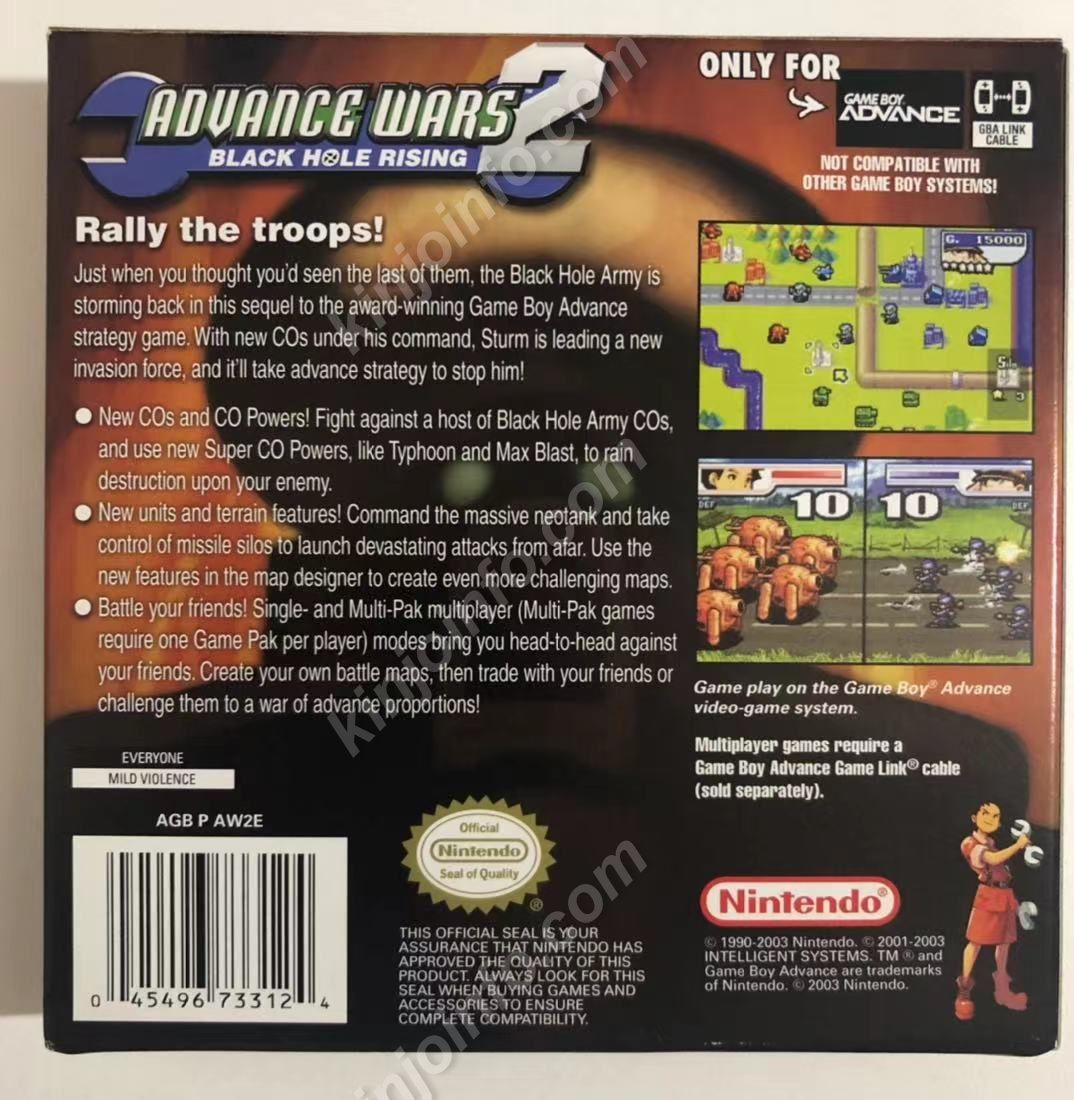 ADVANCE WARS 2
BLACK HOLE RISING
ONLY FOR
GAME BOY
ADVANCE
GBA LINK
CABLE
NOT COMPATIBLE WITH
OTHER GAME BOY SYSTEMS!
Rally the troops!
Just when you thought you'd seen the last of them, the Black Hole Army is
storming back in this sequel to the award-winning Game Boy Advance
strategy game. With new COs under his command, Sturm is leading a new
invasion force, and it'll take advance strategy to stop him!
● New COs and CO Powers! Fight against a host of Black Hole Army COs,
and use new Super CO Powers, like Typhoon and Max Blast, to rain
destruction upon your enemy.
● New units and terrain features! Command the massive neotank and take
control of missile silos to launch devastating attacks from afar. Use the
new features in the map designer to create even more challenging maps.
● Battle your friends! Single- and Multi-Pak multiplayer (Multi-Pak games
require one Game Pak per player) modes bring you head-to-head against
your friends. Create your own battle maps, then trade with your friends or
challenge them to a war of advance proportions!
G. 15000
Silo
3
10 10
DEF DEF
Game play on the Game Boy® Advance
video-game system.
Multiplayer games require a
Game Boy Advance Game Link® cable
(sold separately).
EVERYONE
MILD VIOLENCE
AGB P AW2E
0 45496 73312 4
Official
Nintendo
Seal of Quality
®
THIS OFFICIAL SEAL IS YOUR
ASSURANCE THAT NINTENDO HAS
APPROVED THE QUALITY OF THIS
PRODUCT. ALWAYS LOOK FOR THIS
SEAL WHEN BUYING GAMES AND
ACCESSORIES TO ENSURE
COMPLETE COMPATIBILITY.
Nintendo®
© 1990-2003 Nintendo. © 2001-2003
INTELLIGENT SYSTEMS. TM ® and
Game Boy Advance are trademarks
of Nintendo. © 2003 Nintendo.
kinjoinfo.com
kinjoinfo.com
kinjoinfo.com